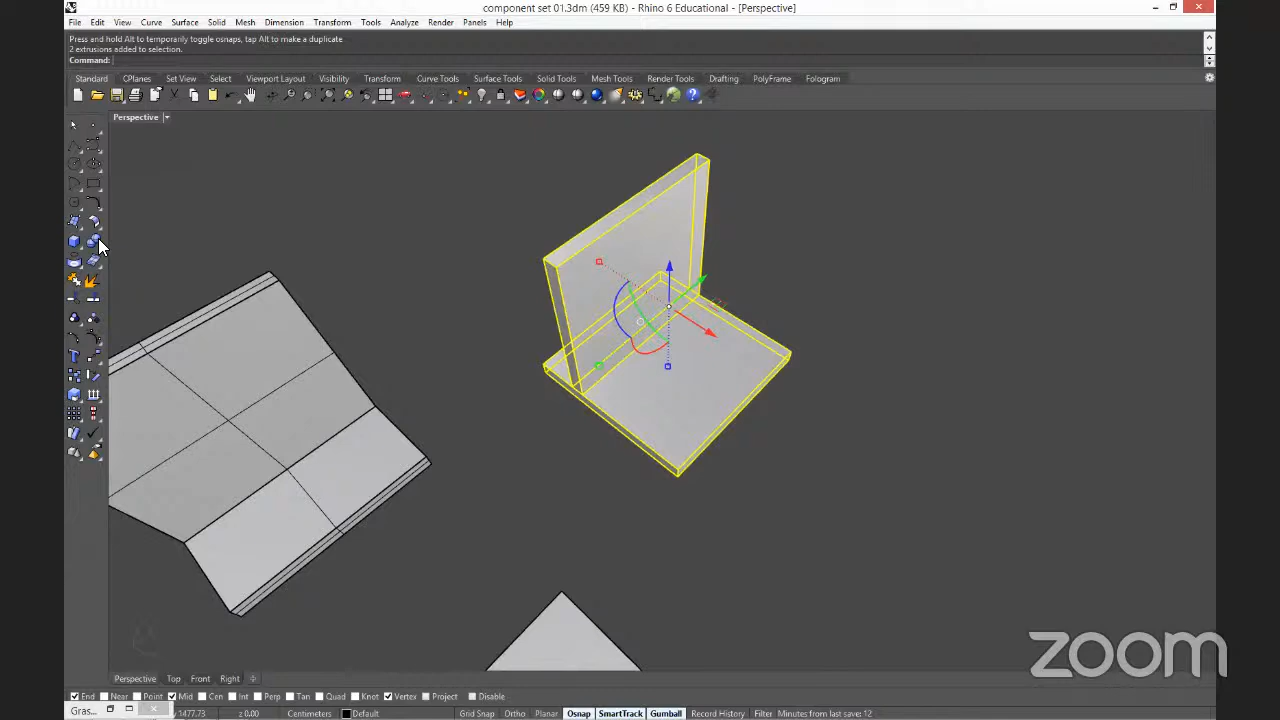 component set 01.3dm (459 KB) - Rhino 6 Educational - [Perspective]
File Edit View Curve Surface Solid Mesh Dimension Transform Tools Analyze Render Panels Help
Press and hold Alt to temporarily toggle osnaps, tap Alt to make a duplicate
2 extrusions added to selection.
Command:
Standard CPlanes Set View Select Viewport Layout Visibility Transform Curve Tools Surface Tools Solid Tools Mesh Tools Render Tools Drafting PolyFrame Fologram
Perspective
zoom
Perspective Top Front Right
End Near Point Mid Cen Int Perp Tan Quad Knot Vertex Project Disable
Gras... y 1477.73 z 0.00 Centimeters Default Grid Snap Ortho Planar Osnap SmartTrack Gumball Record History Filter Minutes from last save: 12